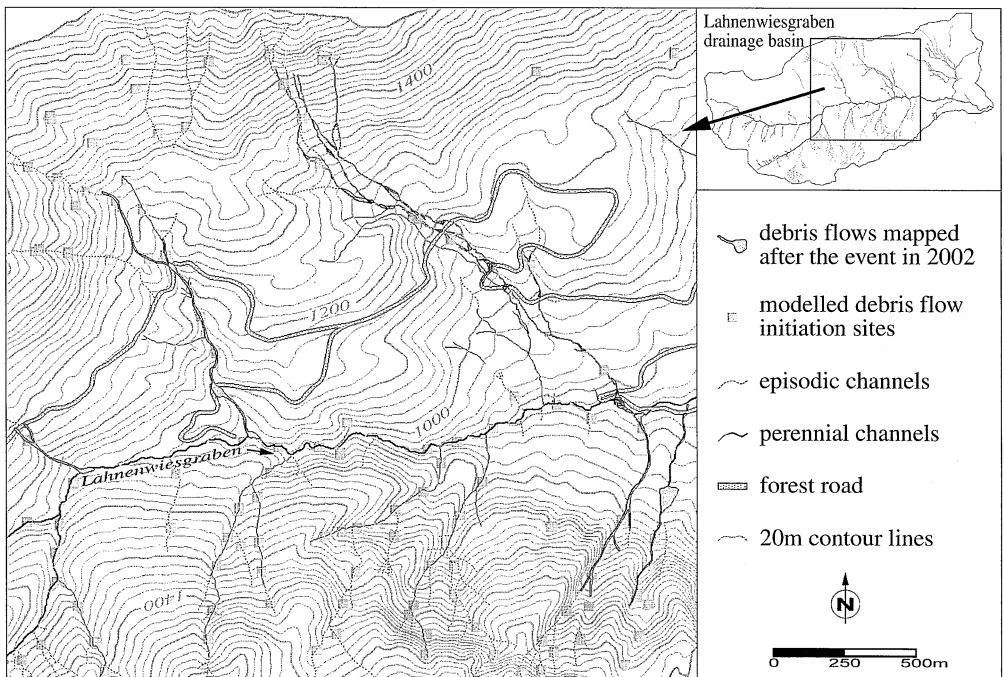 Lahnenwiesgraben
drainage basin
1400
1200
1000
Lahnenwiesgraben
1400
debris flows mapped
after the event in 2002
modelled debris flow
initiation sites
episodic channels
perennial channels
forest road
20m contour lines
N
0 250 500m